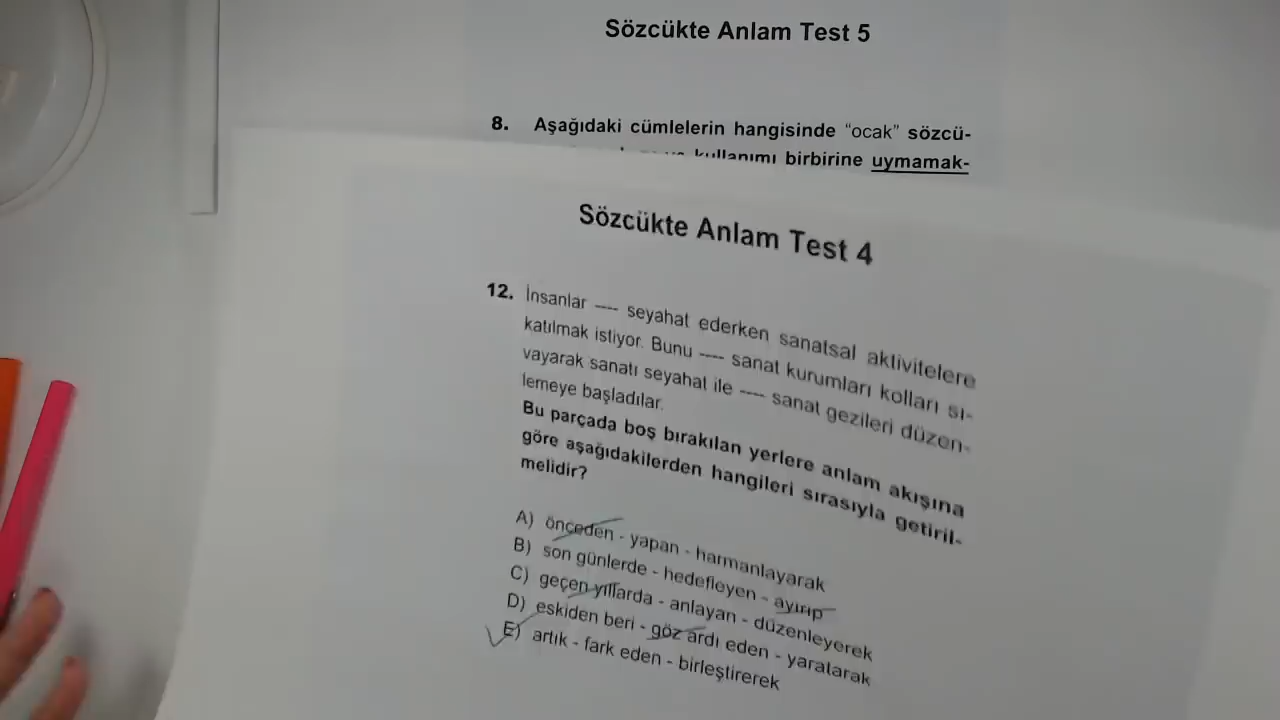 Sözcükte Anlam Test 5
8. Aşağıdaki cümlelerin hangisinde “ocak” sözcü-
kullanımı birbirine uymamak-
Sözcükte Anlam Test 4
12. İnsanlar ---- seyahat ederken sanatsal aktivitelere
katılmak istiyor. Bunu ---- sanat kurumları kolları sı-
vayarak sanatı seyahat ile ---- sanat gezileri düzen-
lemeye başladılar.
Bu parçada boş bırakılan yerlere anlam akışına
göre aşağıdakilerden hangileri sırasıyla getiril-
melidir?
A) önceden - yapan - harmanlayarak
B) son günlerde - hedefleyen - ayırıp
C) geçen yıllarda - anlayan - düzenleyerek
D) eskiden beri - göz ardı eden - yaratarak
E) artık - fark eden - birleştirerek